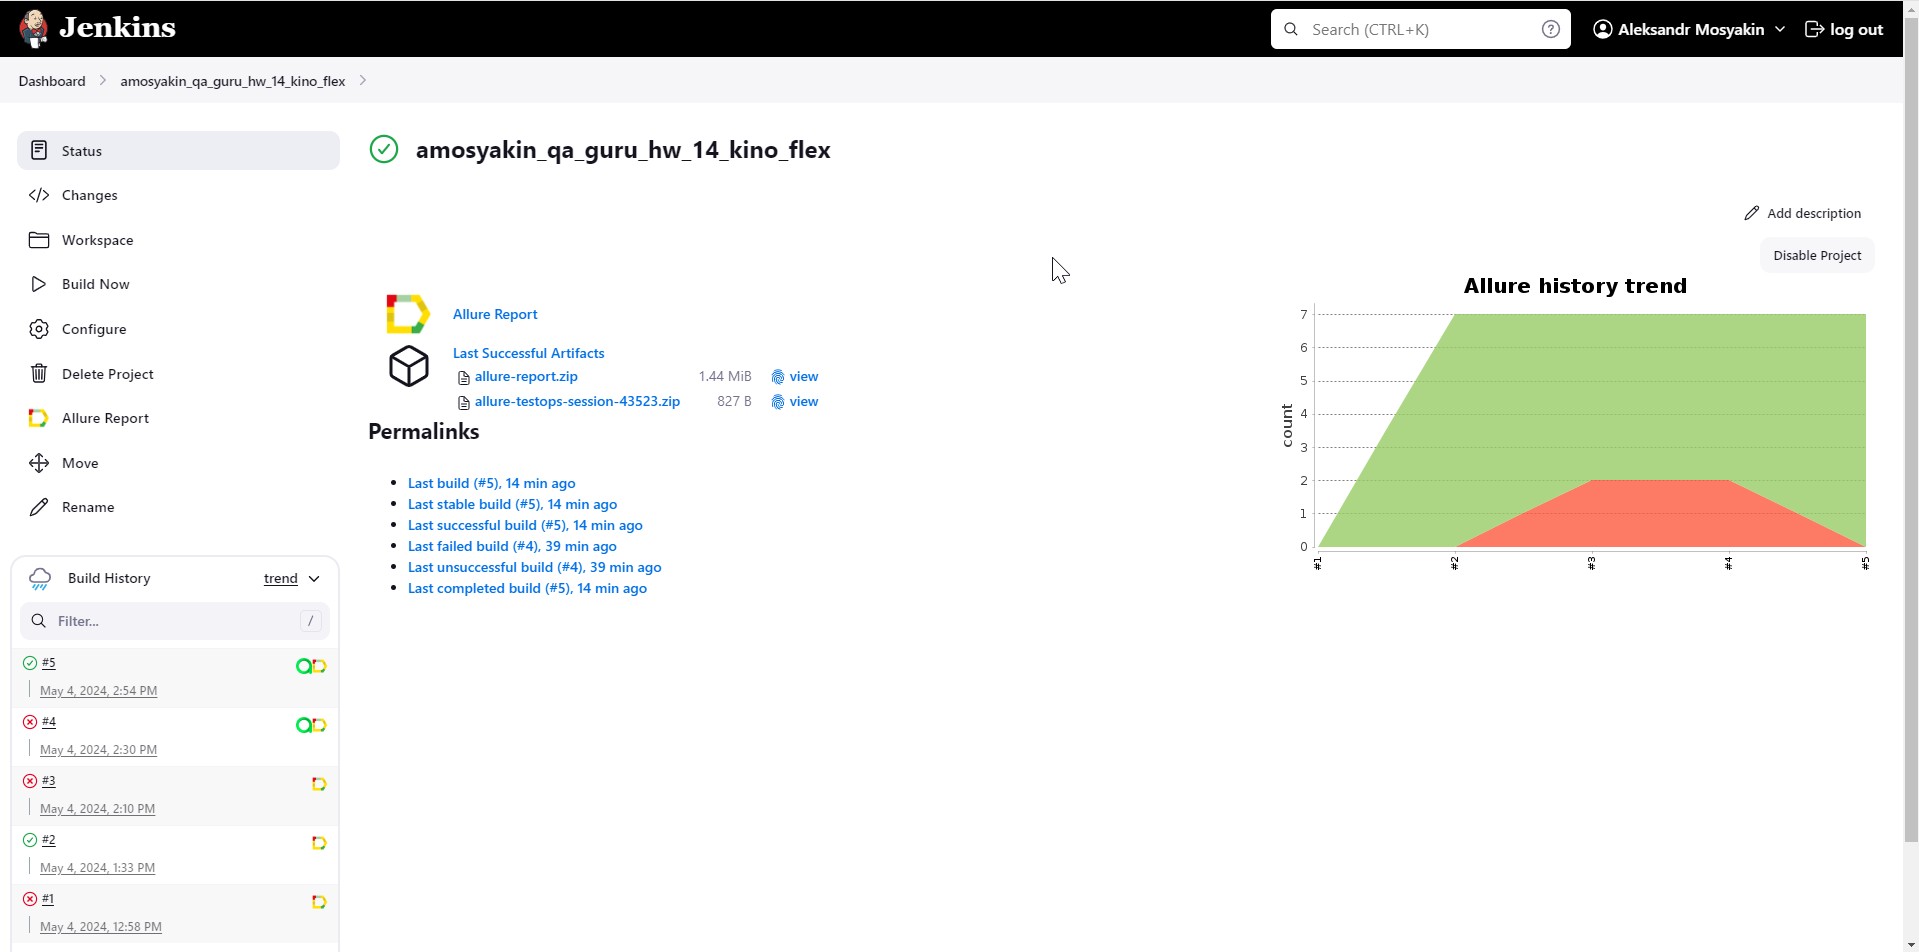 Jenkins
Search (CTRL+K)
Aleksandr Mosyakin
log out
Dashboard
amosyakin_qa_guru_hw_14_kino_flex
Status
Changes
Workspace
Build Now
Configure
Delete Project
Allure Report
Move
Rename
Build History
trend
Filter...
/
#5
May 4, 2024, 2:54 PM
#4
May 4, 2024, 2:30 PM
#3
May 4, 2024, 2:10 PM
#2
May 4, 2024, 1:33 PM
#1
May 4, 2024, 12:58 PM
amosyakin_qa_guru_hw_14_kino_flex
Add description
Disable Project
Allure Report
Last Successful Artifacts
allure-report.zip 1.44 MiB view
allure-testops-session-43523.zip 827 B view
Permalinks
Last build (#5), 14 min ago
Last stable build (#5), 14 min ago
Last successful build (#5), 14 min ago
Last failed build (#4), 39 min ago
Last unsuccessful build (#4), 39 min ago
Last completed build (#5), 14 min ago
Allure history trend
count
7
6
5
4
3
2
1
0
#1 #2 #3 #4 #5